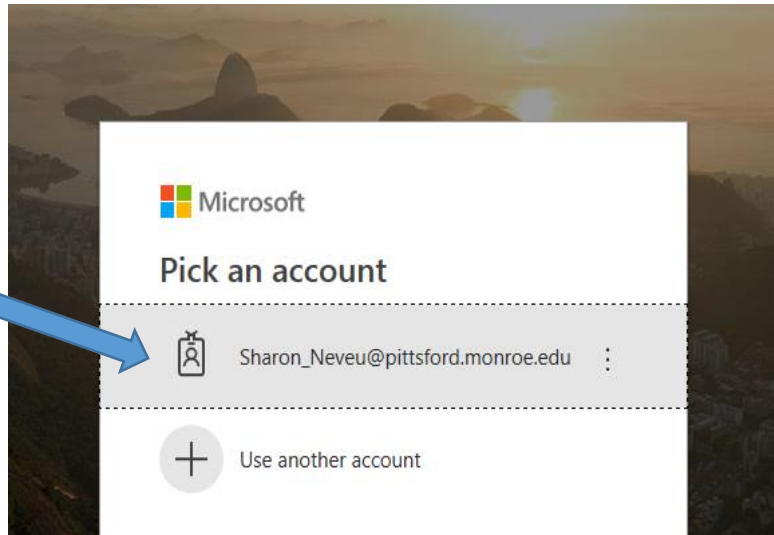 Microsoft
Pick an account
Sharon_Neveu@pittsford.monroe.edu
Use another account